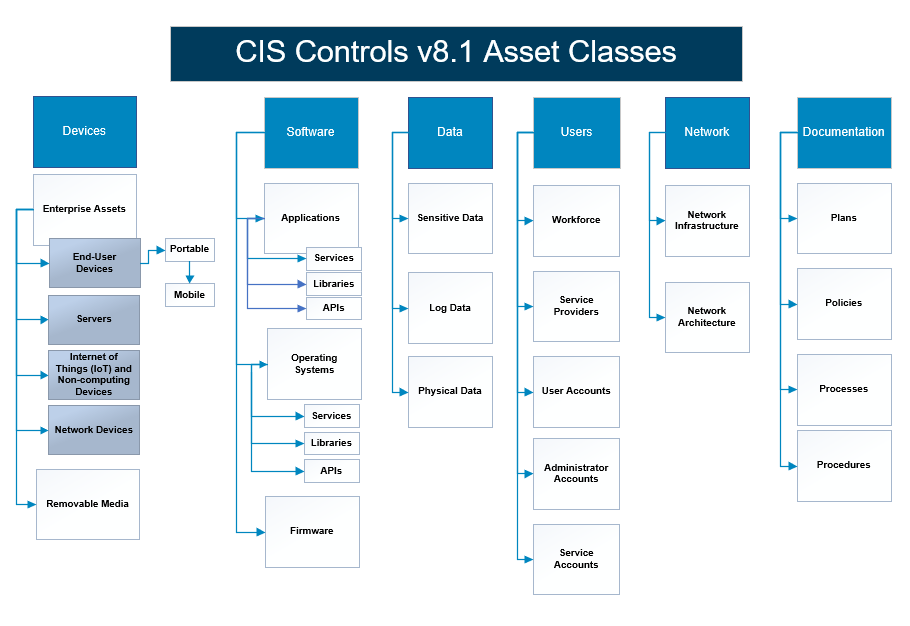 CIS Controls v8.1 Asset Classes
Devices
Enterprise Assets
End-User
Devices
Portable
Mobile
Servers
Internet of
Things (IoT) and
Non-computing
Devices
Network Devices
Removable Media
Software
Applications
Services
Libraries
APIs
Operating
Systems
Services
Libraries
APIs
Firmware
Data
Sensitive Data
Log Data
Physical Data
Users
Workforce
Service
Providers
User Accounts
Administrator
Accounts
Service
Accounts
Network
Network
Infrastructure
Network
Architecture
Documentation
Plans
Policies
Processes
Procedures